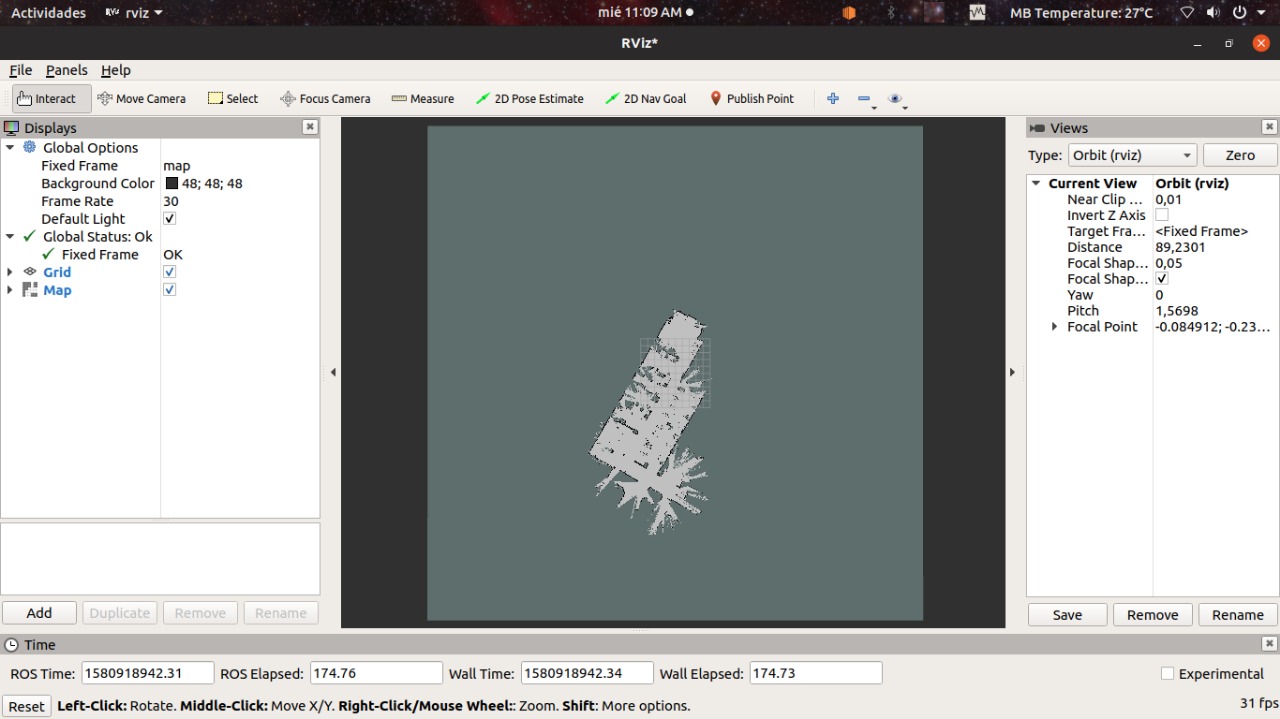 Actividades rviz mié 11:09 AM MB Temperature: 27°C
RViz*
File Panels Help
Interact Move Camera Select Focus Camera Measure 2D Pose Estimate 2D Nav Goal Publish Point
Displays
Global Options
Fixed Frame map
Background Color 48; 48; 48
Frame Rate 30
Default Light
Global Status: Ok
Fixed Frame OK
Grid
Map
Add Duplicate Remove Rename
Views
Type: Orbit (rviz) Zero
Current View Orbit (rviz)
Near Clip ... 0,01
Invert Z Axis
Target Fra... <Fixed Frame>
Distance 89,2301
Focal Shap... 0,05
Focal Shap...
Yaw 0
Pitch 1,5698
Focal Point -0.084912; -0.23...
Save Remove Rename
Time
ROS Time: 1580918942.31 ROS Elapsed: 174.76 Wall Time: 1580918942.34 Wall Elapsed: 174.73 Experimental
Reset Left-Click: Rotate. Middle-Click: Move X/Y. Right-Click/Mouse Wheel:: Zoom. Shift: More options. 31 fps